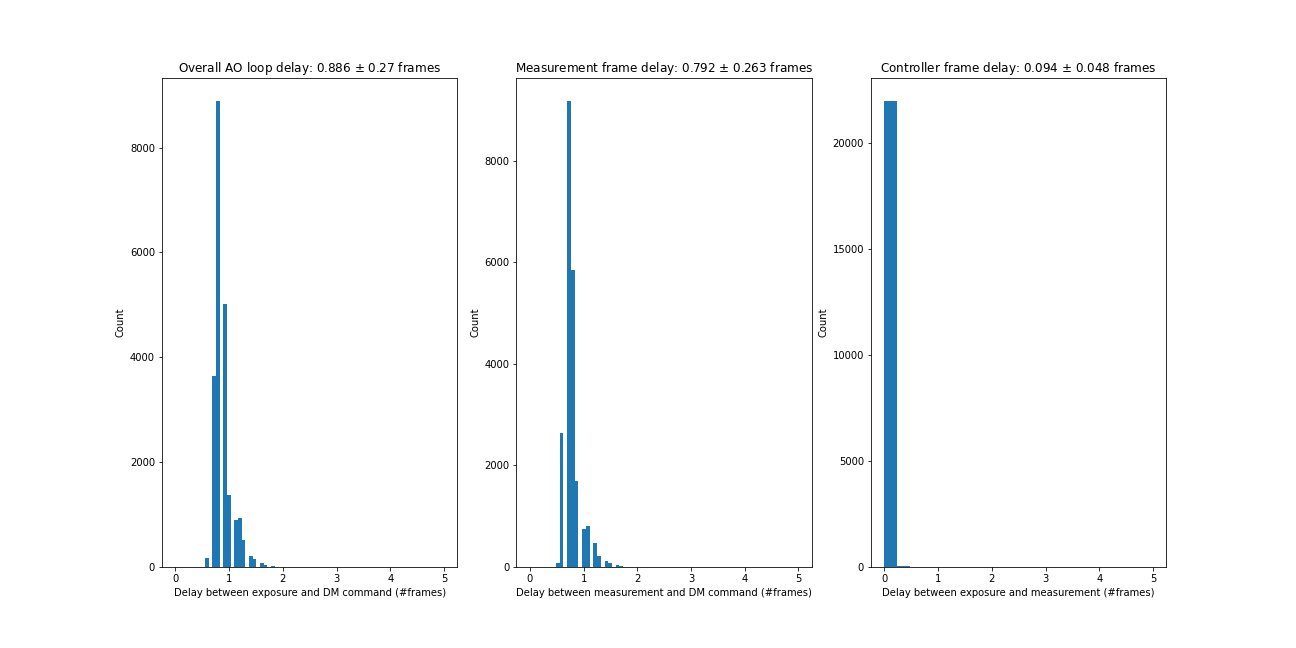 Overall AO loop delay: 0.886 ± 0.27 frames
Count
8000
6000
4000
2000
0
0 1 2 3 4 5
Delay between exposure and DM command (#frames)
Measurement frame delay: 0.792 ± 0.263 frames
Count
8000
6000
4000
2000
0
0 1 2 3 4 5
Delay between measurement and DM command (#frames)
Controller frame delay: 0.094 ± 0.048 frames
Count
20000
15000
10000
5000
0
0 1 2 3 4 5
Delay between exposure and measurement (#frames)